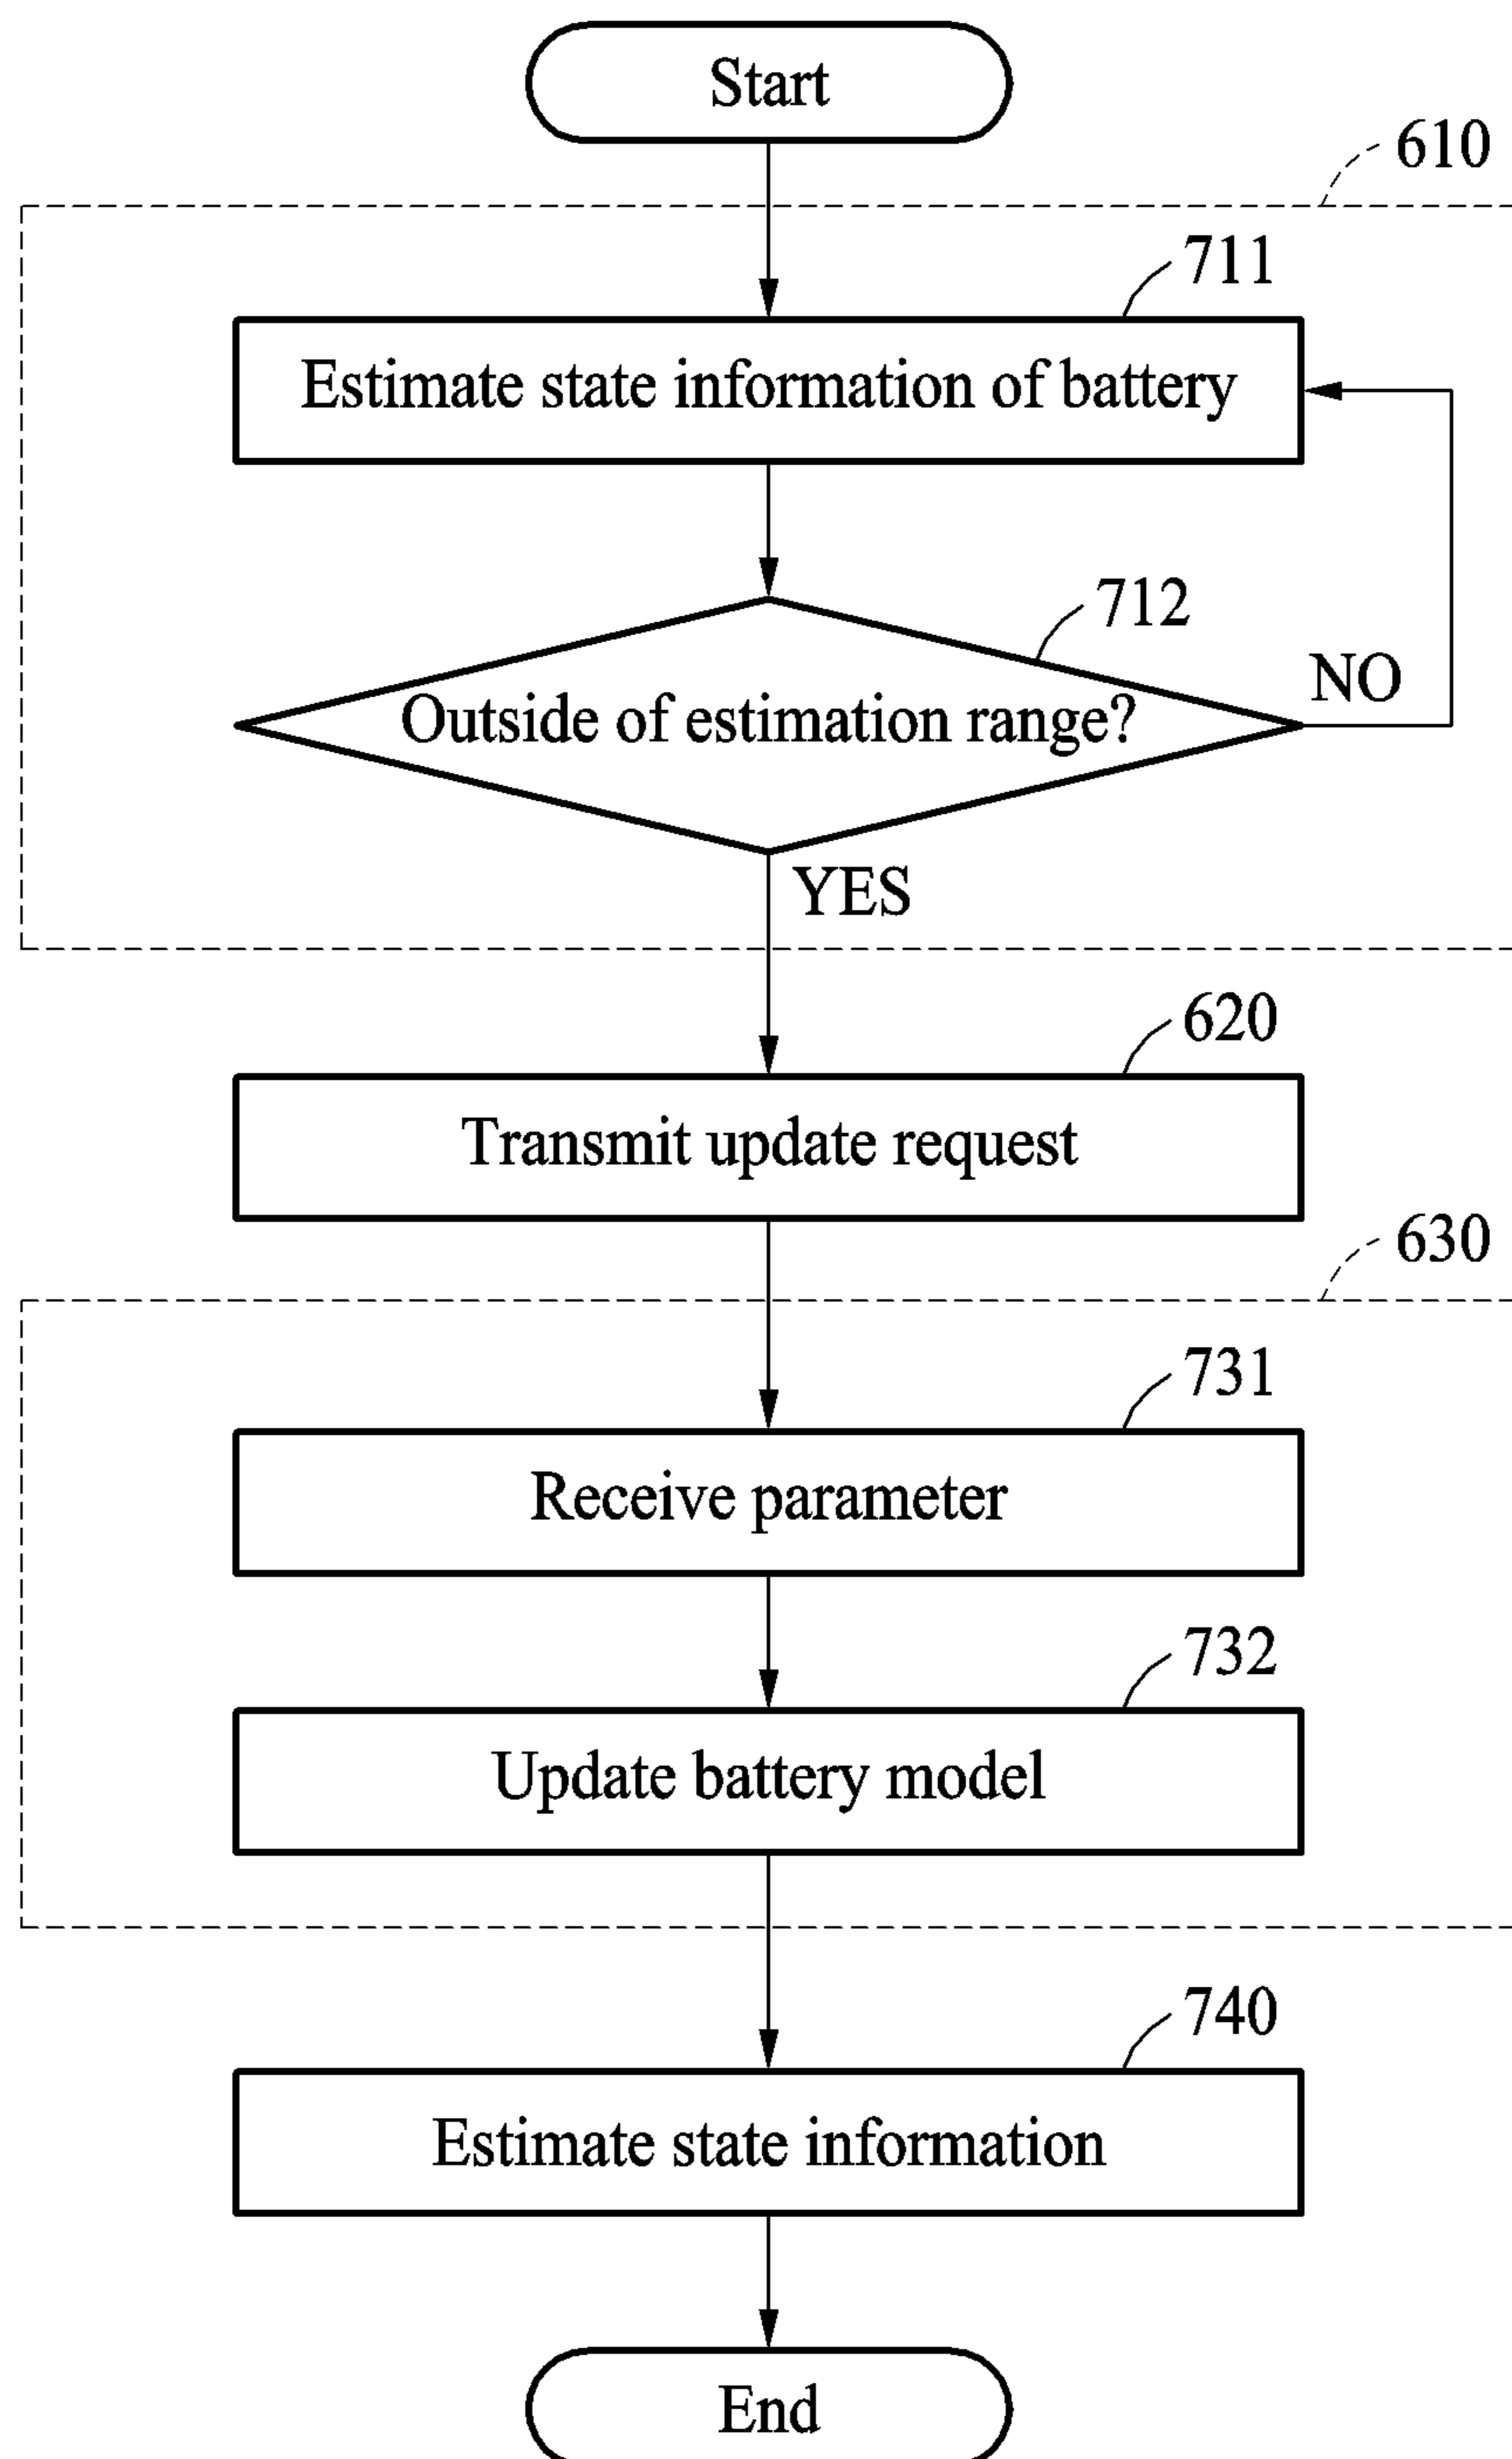 Start
610
711
Estimate state information of battery
712
Outside of estimation range?
NO
YES
620
Transmit update request
630
731
Receive parameter
732
Update battery model
740
Estimate state information
End